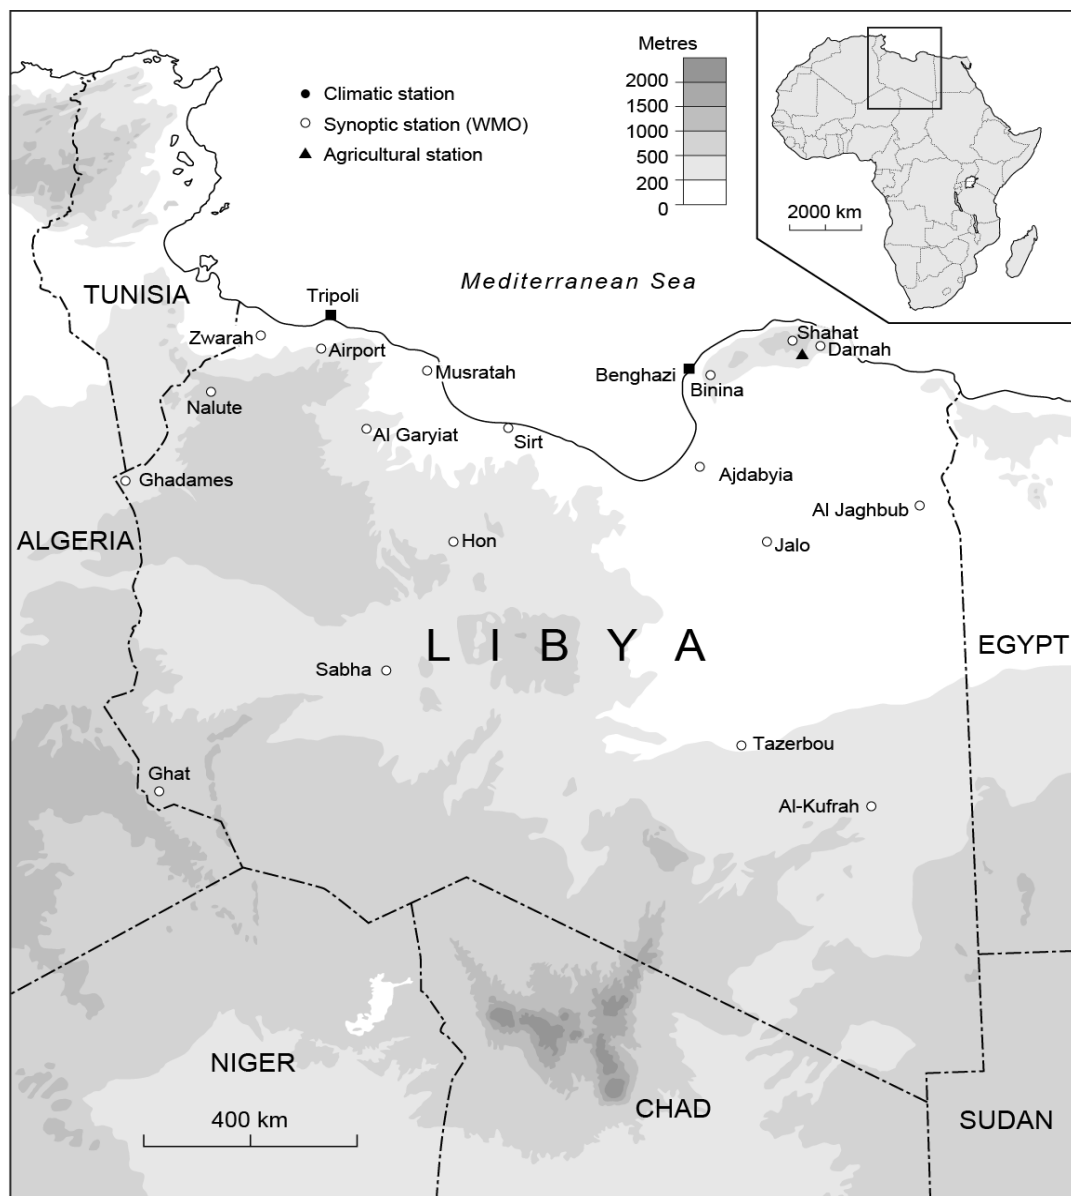 Metres
2000
1500
1000
500
200
0
Climatic station
Synoptic station (WMO)
Agricultural station
2000 km
Mediterranean Sea
TUNISIA
Tripoli
Zwarah
Airport
Musratah
Nalute
Al Garyiat
Sirt
Benghazi
Binina
Shahat
Darnah
Ajdabyia
Ghadames
Al Jaghbub
ALGERIA
Hon
Jalo
LIBYA
EGYPT
Sabha
Tazerbou
Ghat
Al-Kufrah
NIGER
CHAD
SUDAN
400 km